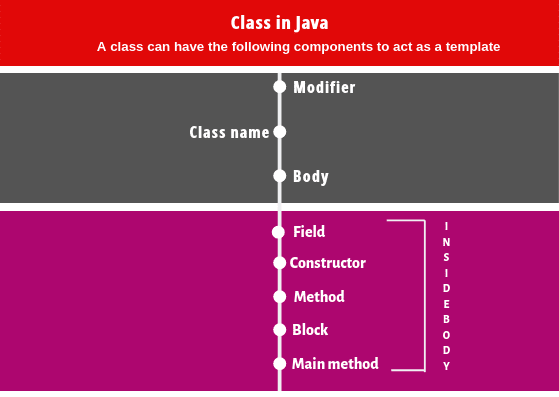 Class in Java
A class can have the following components to act as a template
Modifier
Class name
Body
Field
Constructor
Method
Block
Main method
INSIDEBODY